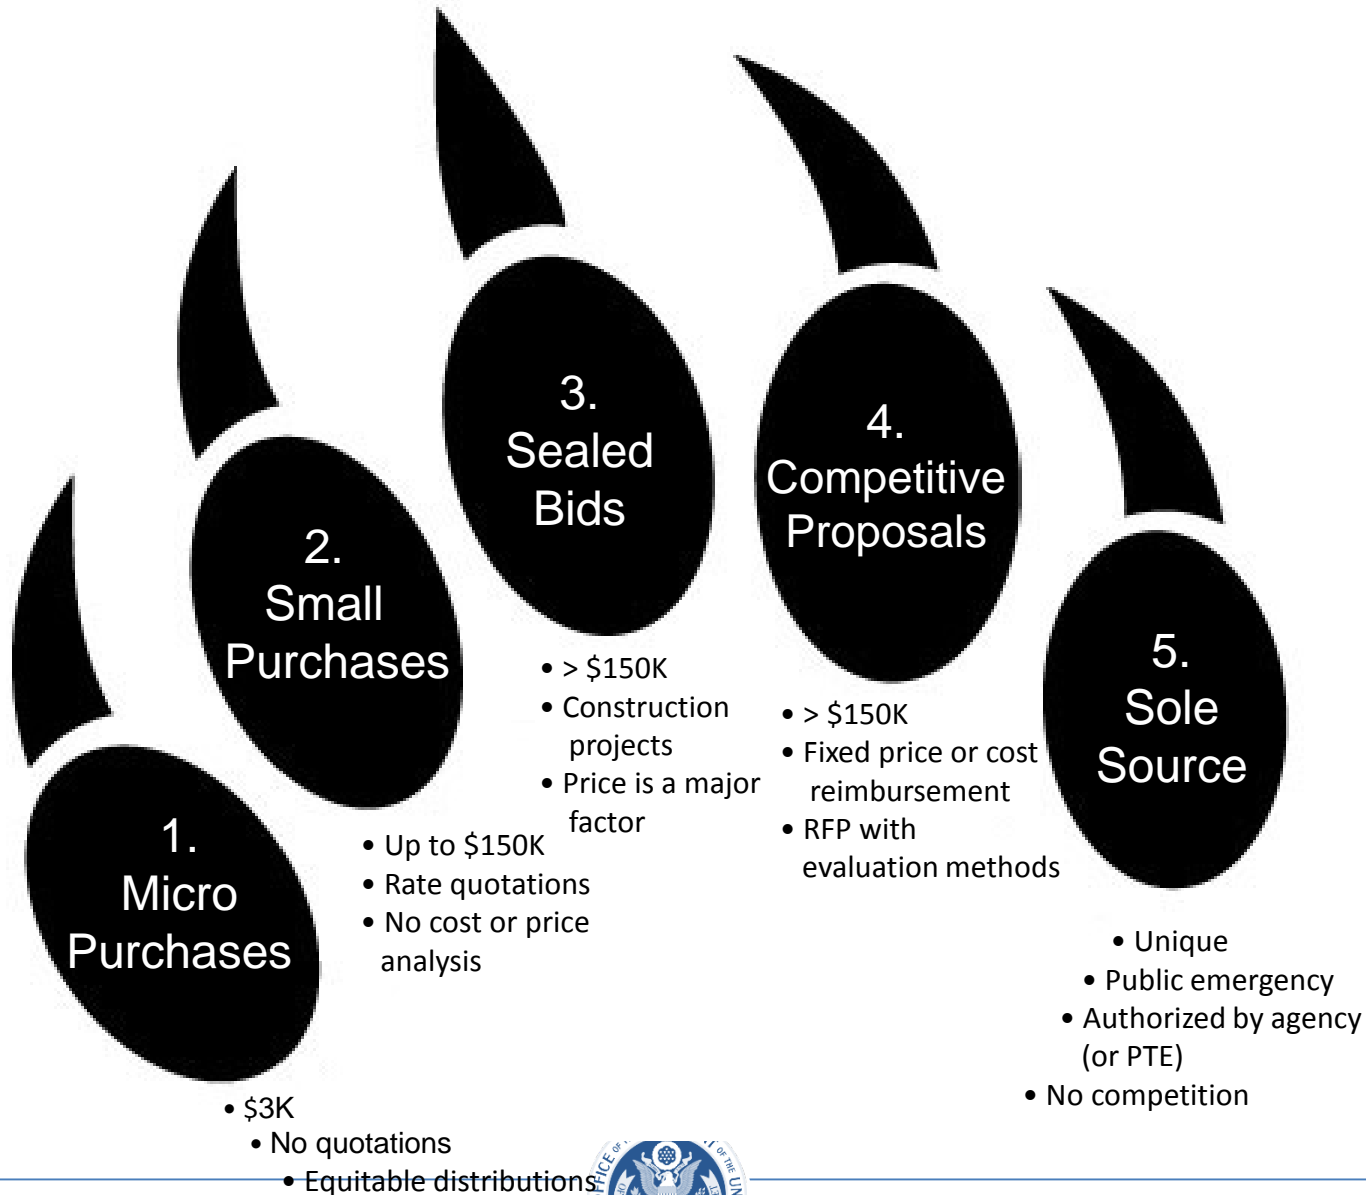 1.
Micro
Purchases
• $3K
• No quotations
• Equitable distributions
2.
Small
Purchases
• Up to $150K
• Rate quotations
• No cost or price
analysis
3.
Sealed
Bids
• > $150K
• Construction
projects
• Price is a major
factor
4.
Competitive
Proposals
• > $150K
• Fixed price or cost
reimbursement
• RFP with
evaluation methods
5.
Sole
Source
• Unique
• Public emergency
• Authorized by agency
(or PTE)
• No competition